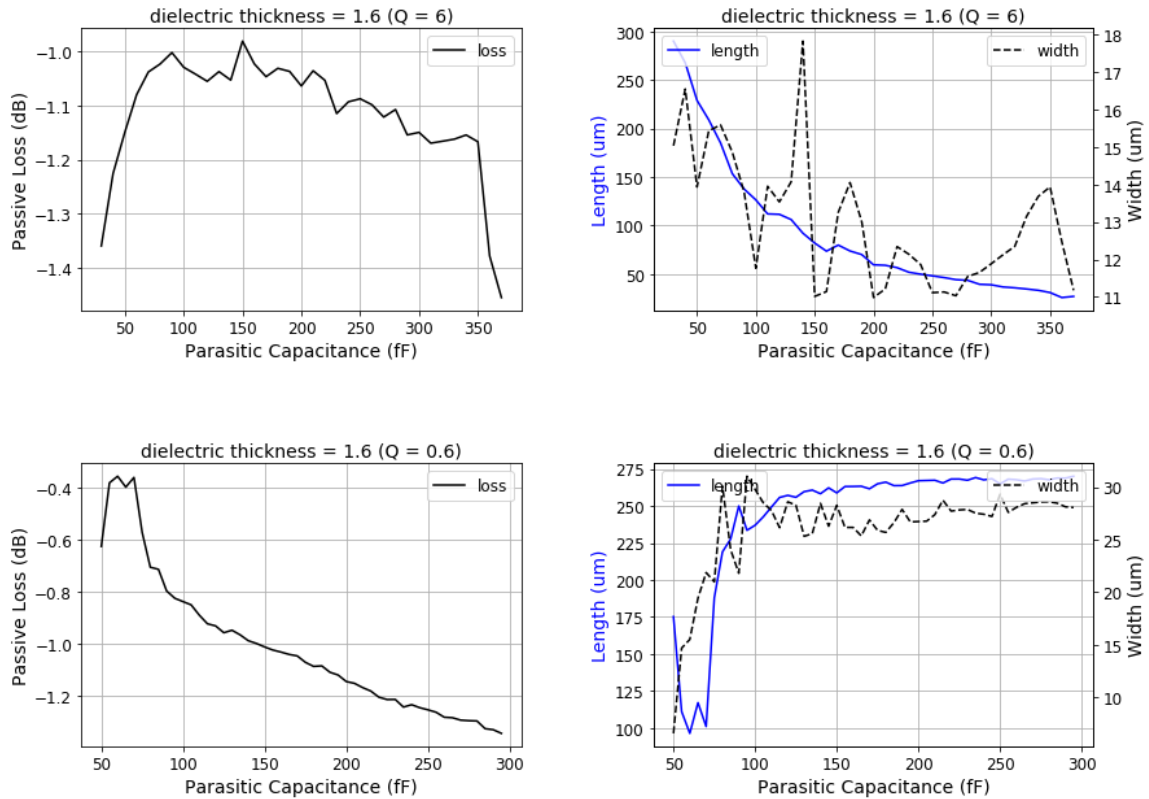 dielectric thickness = 1.6 (Q = 6)
loss
Passive Loss (dB)
−1.0
−1.1
−1.2
−1.3
−1.4
50 100 150 200 250 300 350
Parasitic Capacitance (fF)
dielectric thickness = 1.6 (Q = 6)
length
width
Length (um)
300
250
200
150
100
50
Width (um)
18
17
16
15
14
13
12
11
50 100 150 200 250 300 350
Parasitic Capacitance (fF)
dielectric thickness = 1.6 (Q = 0.6)
loss
Passive Loss (dB)
−0.4
−0.6
−0.8
−1.0
−1.2
50 100 150 200 250 300
Parasitic Capacitance (fF)
dielectric thickness = 1.6 (Q = 0.6)
length
width
Length (um)
275
250
225
200
175
150
125
100
Width (um)
30
25
20
15
10
50 100 150 200 250 300
Parasitic Capacitance (fF)